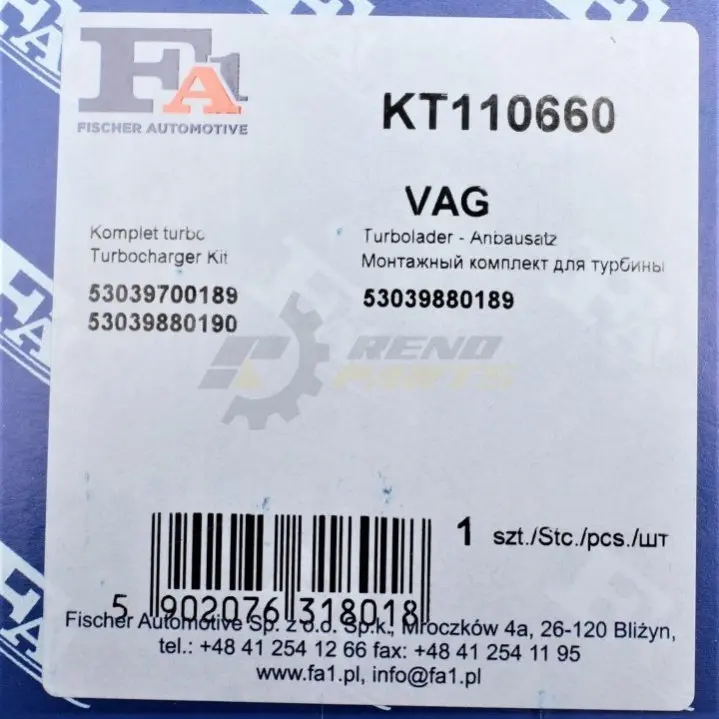 FA1
FISCHER AUTOMOTIVE
KT110660
VAG
Komplet turbo
Turbocharger Kit
Turbolader - Anbausatz
Монтажный комплект для турбины
53039700189
53039880190
53039880189
RENO
PARTS
1 szt./Stc./pcs./шт
5 902076 318018
Fischer Automotive Sp. z o.o. Sp.k., Mroczków 4a, 26-120 Bliżyn,
tel.: +48 41 254 12 66 fax: +48 41 254 11 95
www.fa1.pl, info@fa1.pl